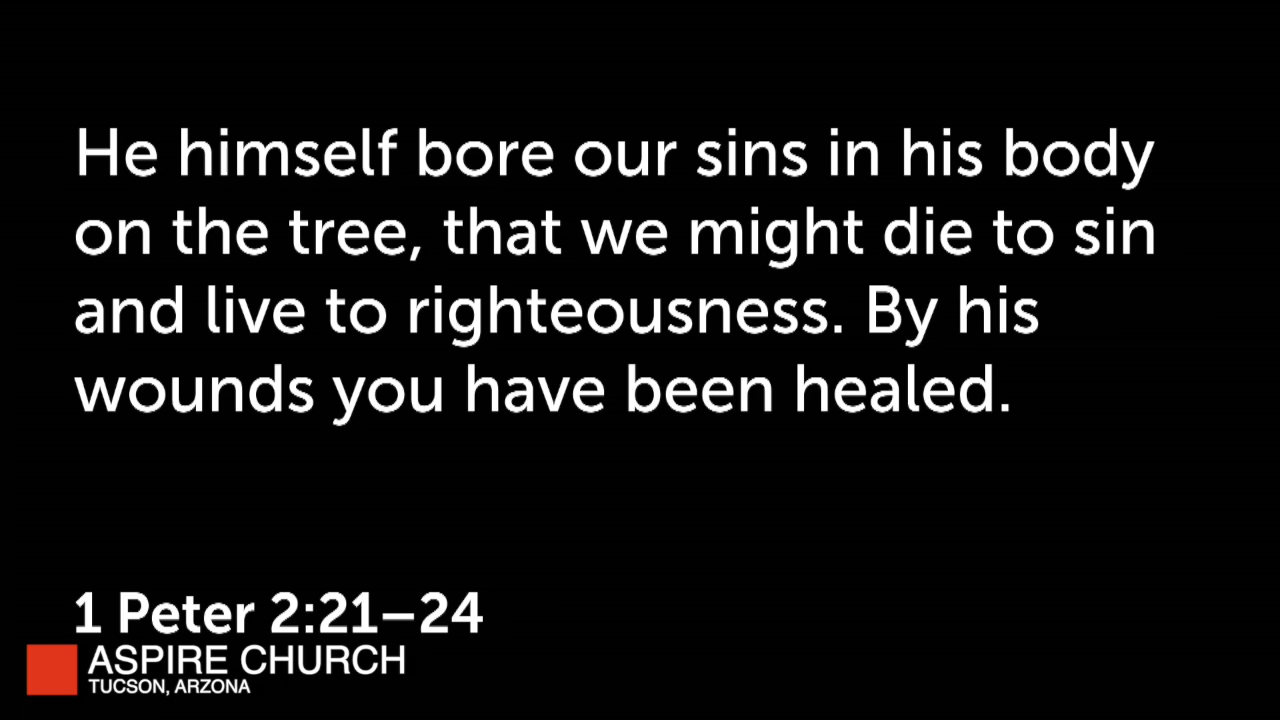 He himself bore our sins in his body
on the tree, that we might die to sin
and live to righteousness. By his
wounds you have been healed.
1 Peter 2:21–24
ASPIRE CHURCH
TUCSON, ARZONA